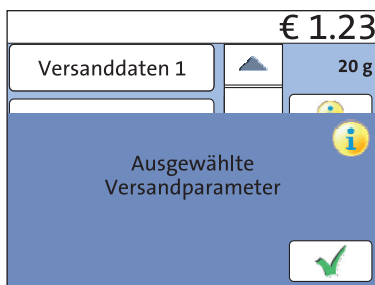 € 1.23
Versanddaten 1
20 g
Ausgewählte
Versandparameter